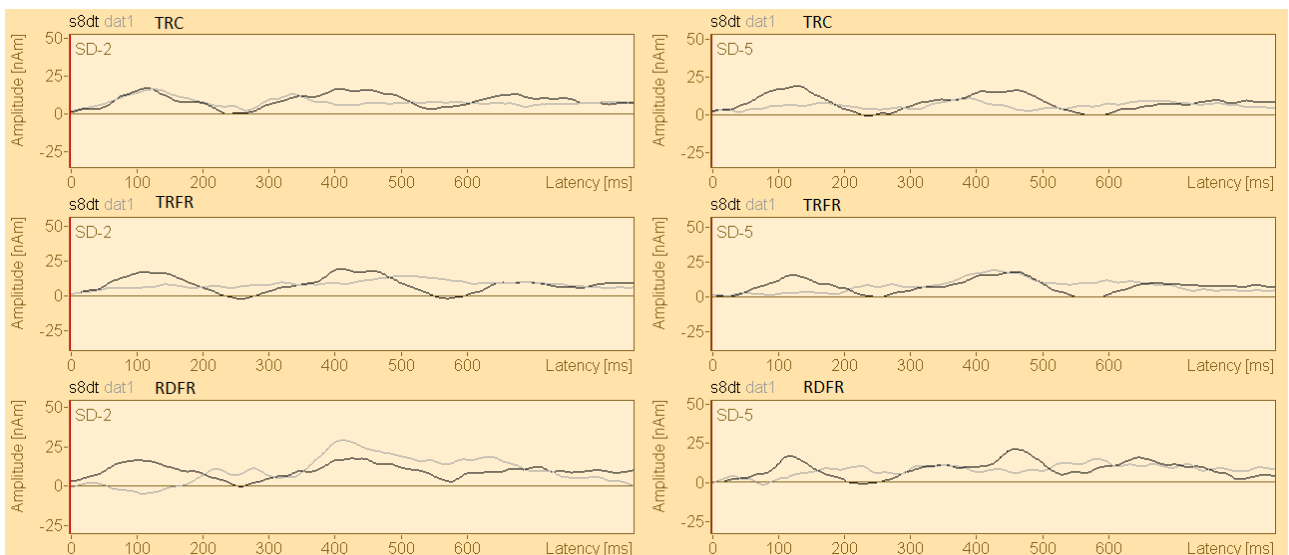 s8dt dat1 TRC
50
SD-2
25
0
-25
Amplitude [nAm]
0 100 200 300 400 500 600 Latency [ms]
s8dt dat1 TRC
50
SD-5
25
0
-25
Amplitude [nAm]
0 100 200 300 400 500 600 Latency [ms]
s8dt dat1 TRFR
50
SD-2
25
0
-25
Amplitude [nAm]
0 100 200 300 400 500 600 Latency [ms]
s8dt dat1 TRFR
50
SD-5
25
0
-25
Amplitude [nAm]
0 100 200 300 400 500 600 Latency [ms]
s8dt dat1 RDFR
50
SD-2
25
0
-25
Amplitude [nAm]
0 100 200 300 400 500 600 Latency [ms]
s8dt dat1 RDFR
50
SD-5
25
0
-25
Amplitude [nAm]
0 100 200 300 400 500 600 Latency [ms]